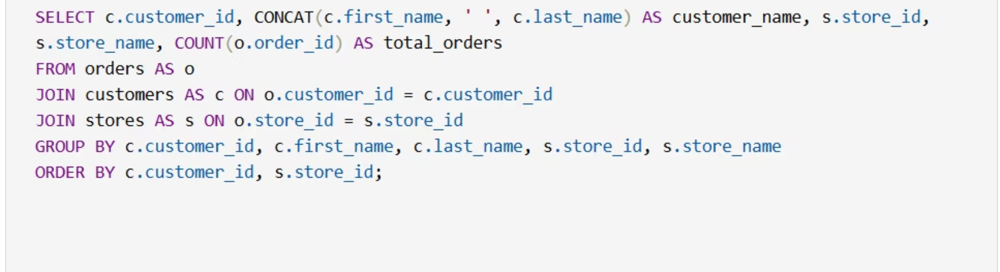 SELECT c.customer_id, CONCAT(c.first_name, ' ', c.last_name) AS customer_name, s.store_id,
s.store_name, COUNT(o.order_id) AS total_orders
FROM orders AS o
JOIN customers AS c ON o.customer_id = c.customer_id
JOIN stores AS s ON o.store_id = s.store_id
GROUP BY c.customer_id, c.first_name, c.last_name, s.store_id, s.store_name
ORDER BY c.customer_id, s.store_id;